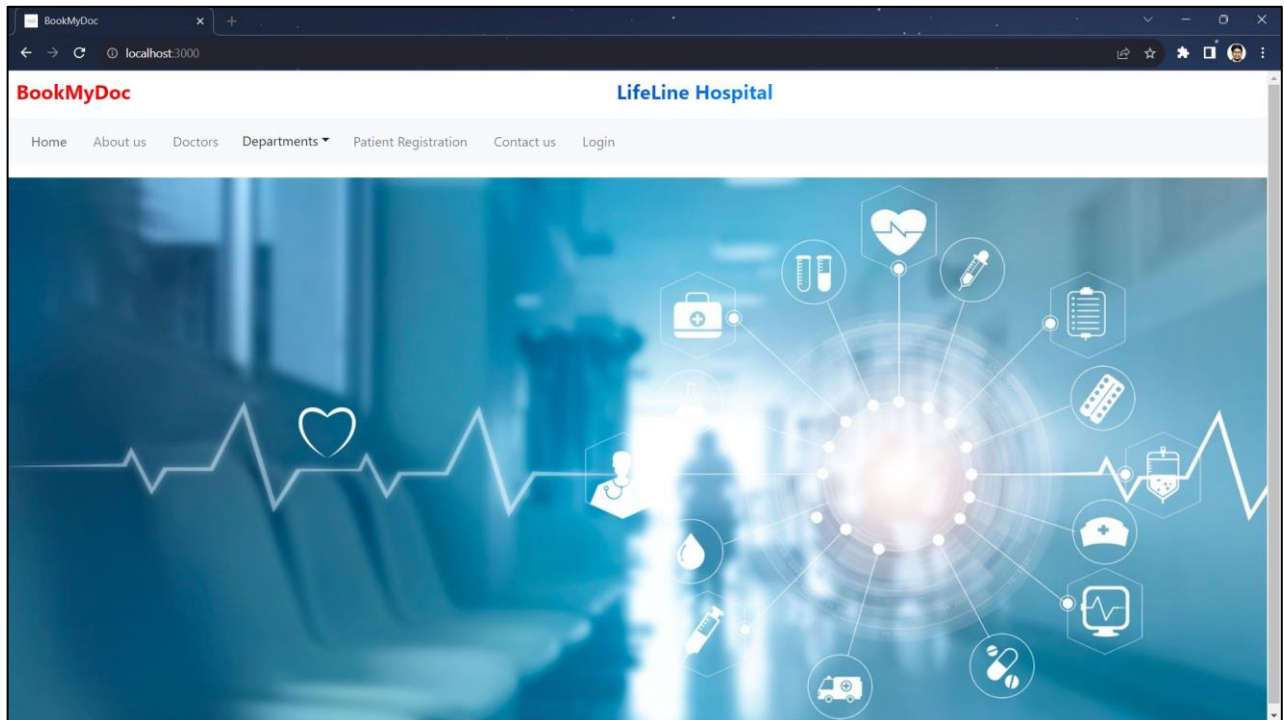 BookMyDoc
localhost:3000
BookMyDoc LifeLine Hospital
Home About us Doctors Departments Patient Registration Contact us Login